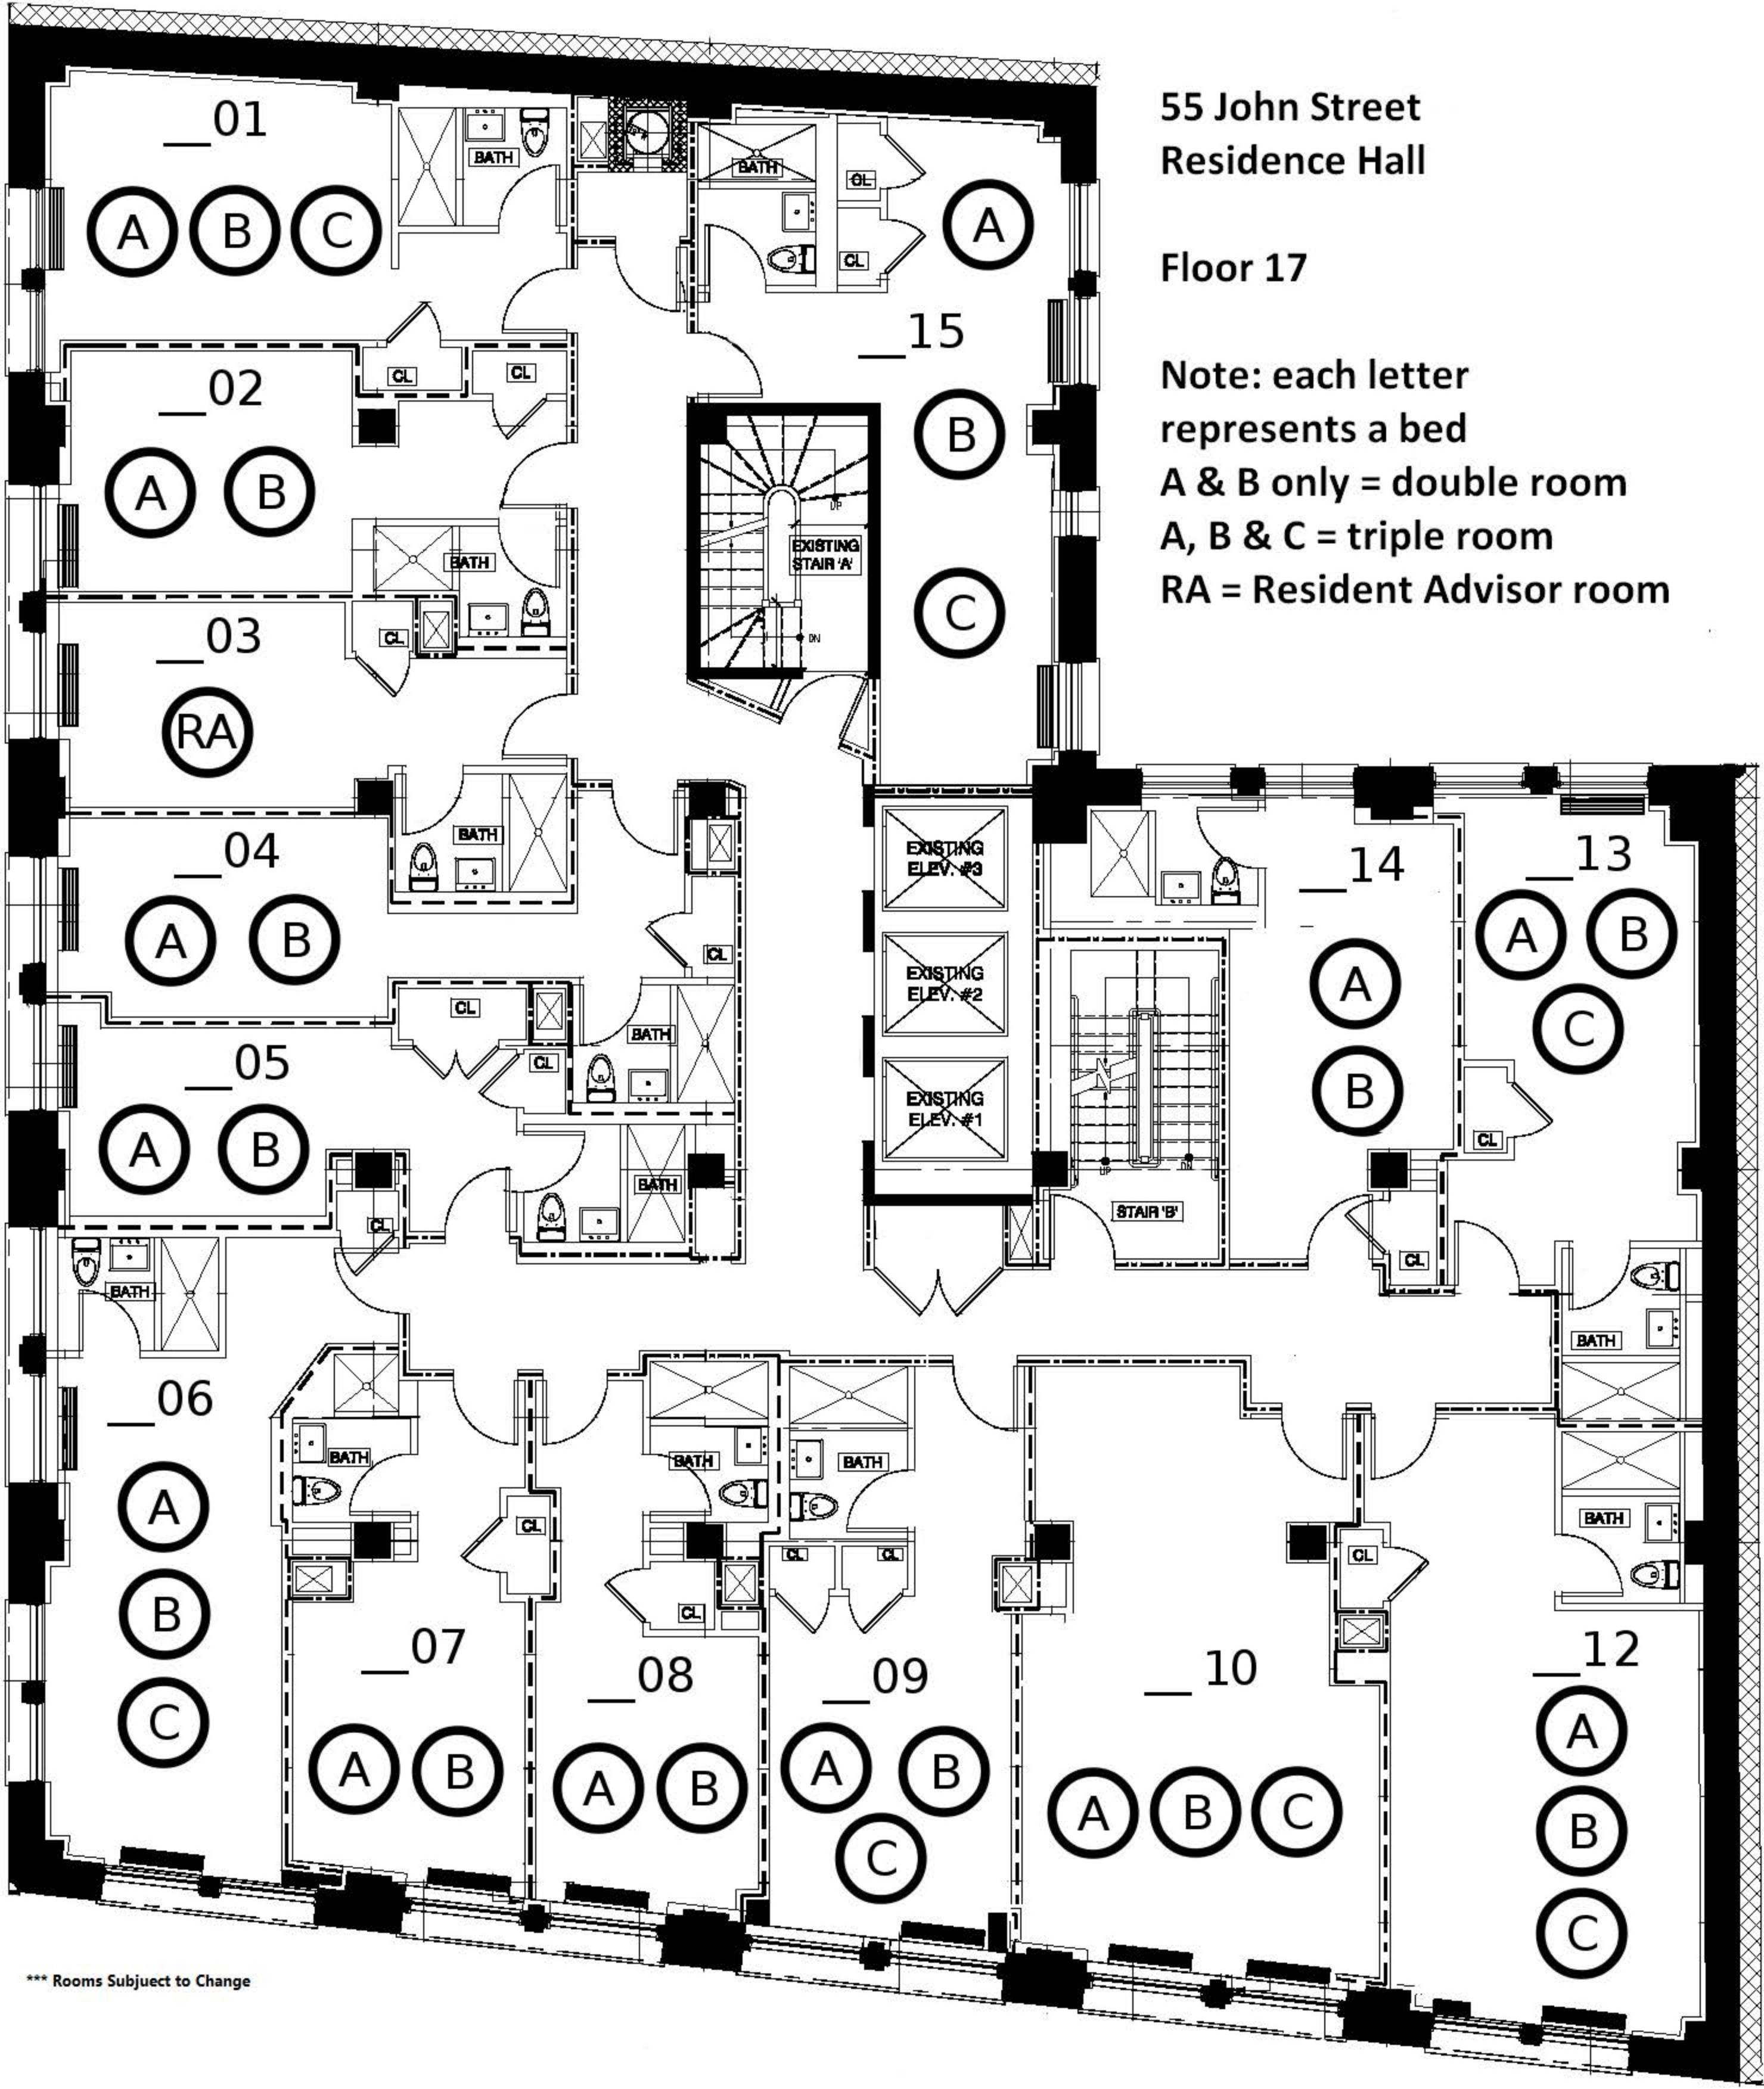 55 John Street
Residence Hall
Floor 17
Note: each letter
represents a bed
A & B only = double room
A, B & C = triple room
RA = Resident Advisor room
__01
A B C
BATH
CL
BATH
CL
CL
A
__15
B
C
__02
A B
CL
BATH
EXISTING
STAIR 'A'
UP
DN
__03
RA
CL
BATH
__04
A B
CL
BATH
EXISTING
ELEV. #3
EXISTING
ELEV. #2
EXISTING
ELEV. #1
__14
A
B
CL
__13
A B
C
CL
BATH
STAIR 'B'
UP
DN
__05
A B
CL
CL
BATH
CL
BATH
__06
A
B
C
BATH
CL
__07
A B
BATH
__08
A B
BATH
CL
__09
A B
C
CL
CL
BATH
__ 10
A B C
CL
BATH
__12
A
B
C
*** Rooms Subjuect to Change